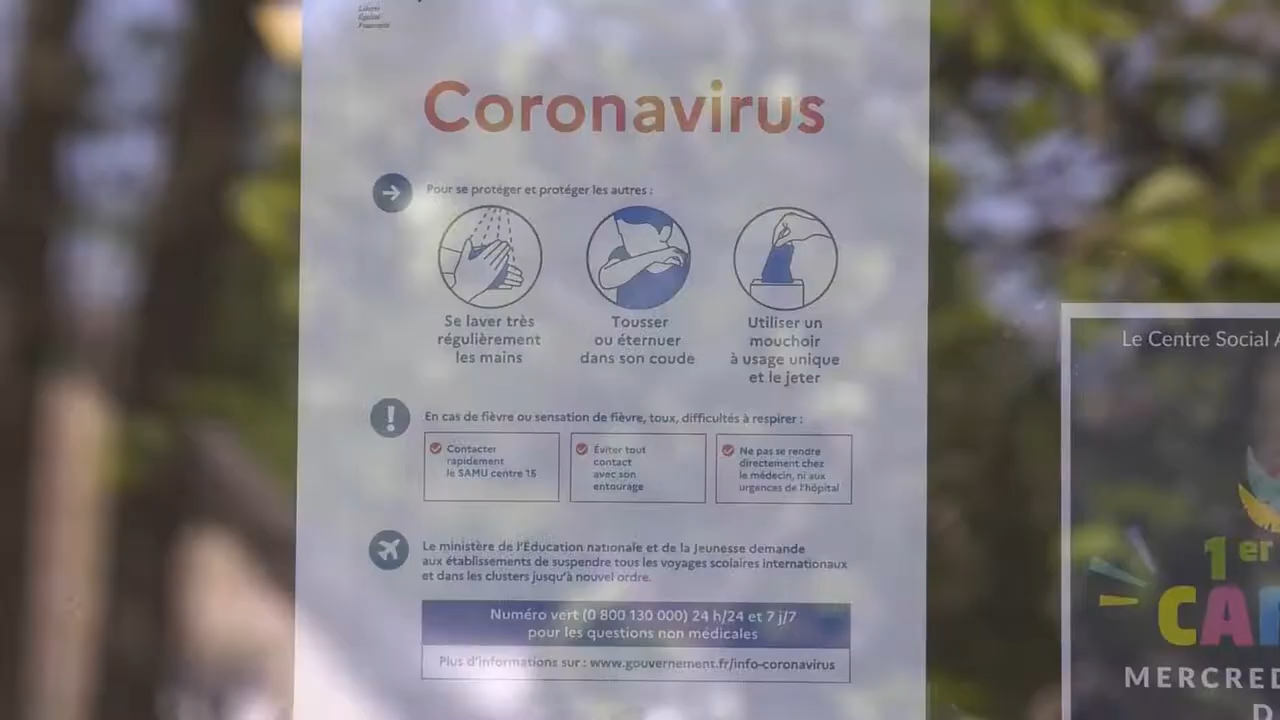 Liberté
Égalité
Fraternité
Coronavirus
Pour se protéger et protéger les autres :
Se laver très
régulièrement
les mains
Tousser
ou éternuer
dans son coude
Utiliser un
mouchoir
à usage unique
et le jeter
En cas de fièvre ou sensation de fièvre, toux, difficultés à respirer :
Contacter
rapidement
le SAMU centre 15
Éviter tout
contact
avec son
entourage
Ne pas se rendre
directement chez
le médecin, ni aux
urgences de l'hôpital
Le ministère de l'Éducation nationale et de la Jeunesse demande
aux établissements de suspendre tous les voyages scolaires internationaux
et dans les clusters jusqu'à nouvel ordre.
Numéro vert (0 800 130 000) 24 h/24 et 7 j/7
pour les questions non médicales
Plus d'informations sur : www.gouvernement.fr/info-coronavirus
Le Centre Social
1er
CA
MERCRED